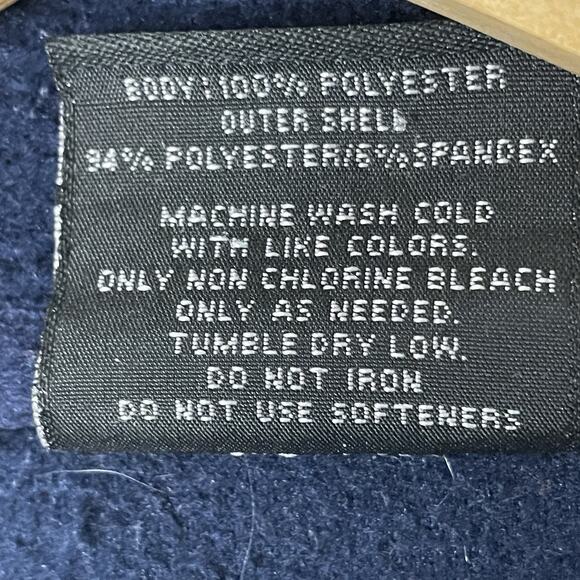 BODY: 100% POLYESTER
OUTER SHELL
94% POLYESTER/6% SPANDEX
MACHINE WASH COLD
WITH LIKE COLORS.
ONLY NON CHLORINE BLEACH
ONLY AS NEEDED.
TUMBLE DRY LOW.
DO NOT IRON
DO NOT USE SOFTENERS